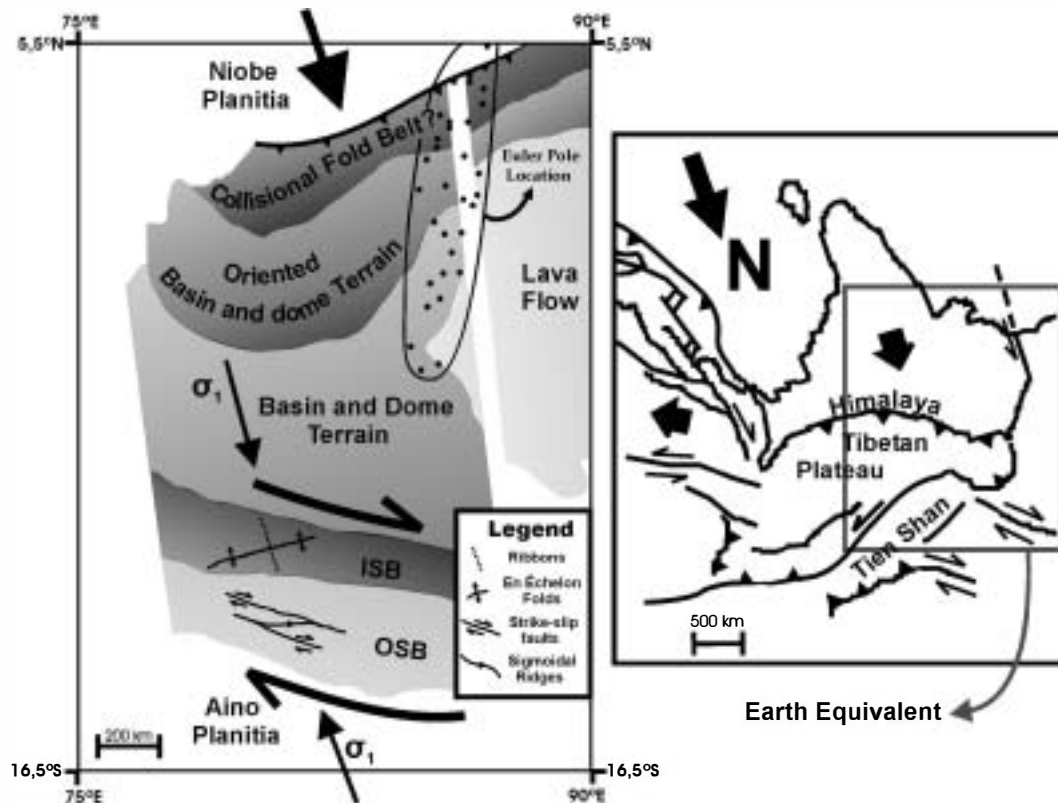 75°E
90°E
5,5°N
5,5°N
Niobe
Planitia
Collisional Fold Belt?
Euler Pole
Location
Oriented
Basin and dome Terrain
Lava
Flow
σ1
Basin and Dome
Terrain
ISB
OSB
Legend
Ribbons
En Échelon
Folds
Strike-slip
faults
Sigmoidal
Ridges
Aino
Planitia
σ1
200 km
16,5°S
16,5°S
75°E
90°E
N
Himalaya
Tibetan
Plateau
Tien Shan
500 km
Earth Equivalent